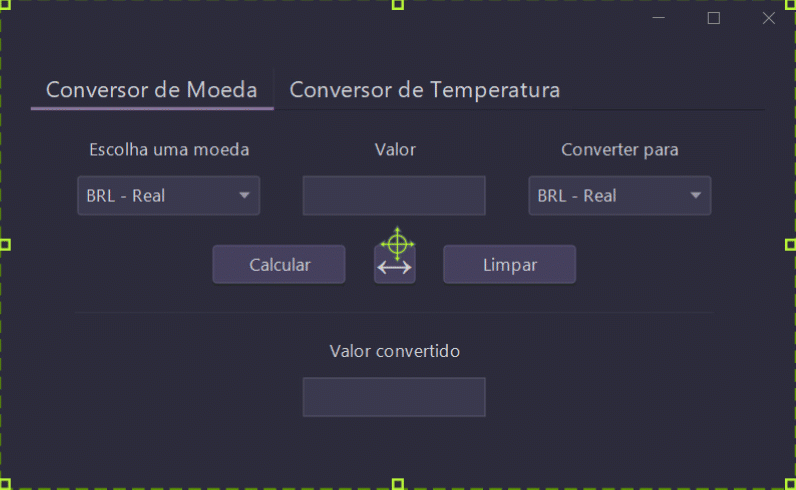 Conversor de Moeda Conversor de Temperatura
Escolha uma moeda Valor Converter para
BRL - Real BRL - Real
Calcular Limpar
Valor convertido